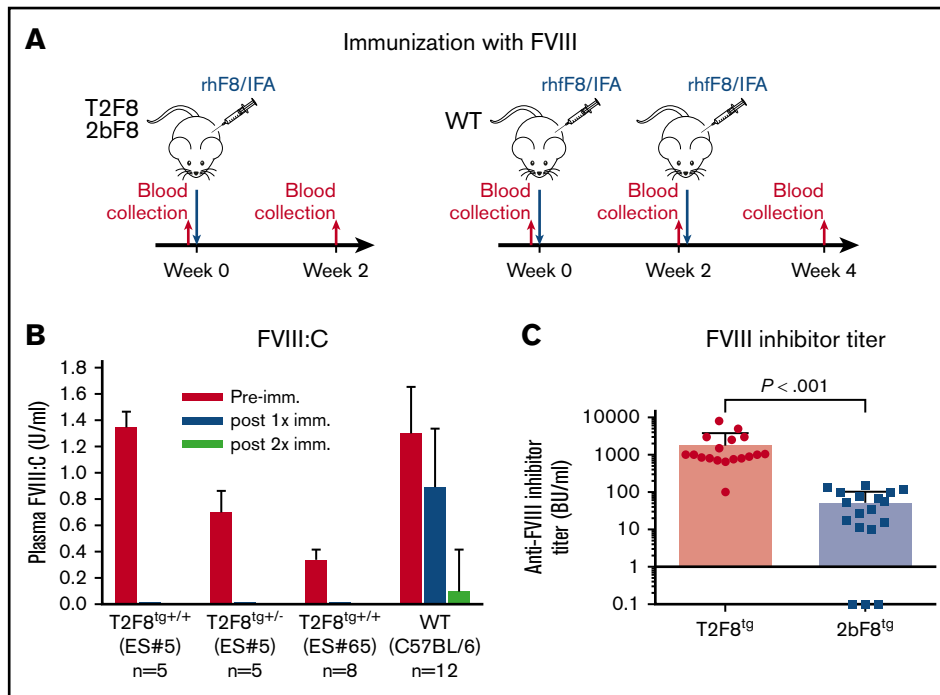 A
Immunization with FVIII
rhF8/IFA
T2F8
2bF8
Blood
collection
Blood
collection
Week 0
Week 2
rhfF8/IFA
rhfF8/IFA
WT
Blood
collection
Blood
collection
Blood
collection
Week 0
Week 2
Week 4
B
FVIII:C
Plasma FVIII:C (U/ml)
1.8
1.6
1.4
1.2
1.0
0.8
0.6
0.4
0.2
0.0
Pre-imm.
post 1x imm.
post 2x imm.
T2F8tg+/+
(ES#5)
n=5
T2F8tg+/-
(ES#5)
n=5
T2F8tg+/+
(ES#65)
n=8
WT
(C57BL/6)
n=12
C
FVIII inhibitor titer
P < .001
Anti-FVIII inhibitor
titer (BU/ml)
10000
1000
100
10
1
0.1
T2F8tg
2bF8tg